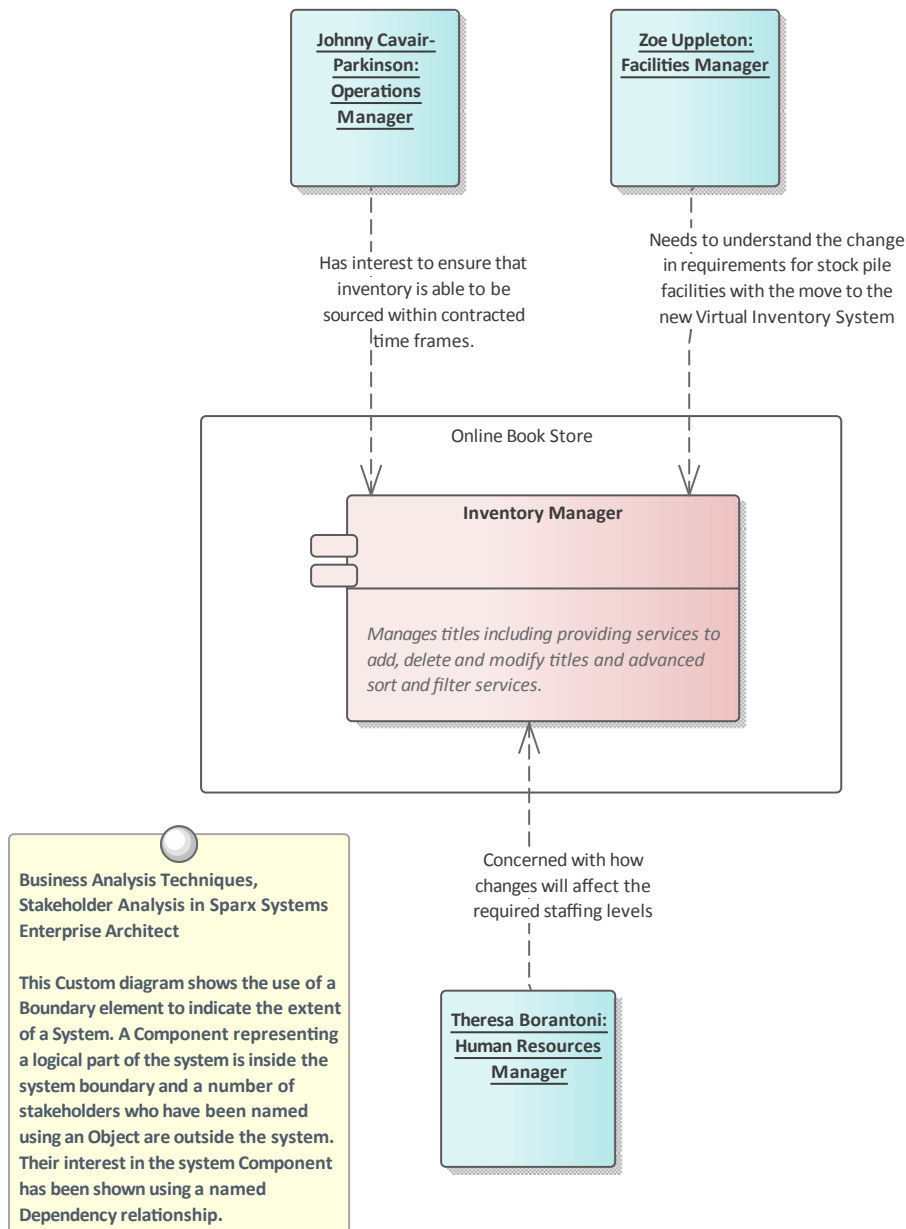 Johnny Cavair-
Parkinson:
Operations
Manager
Zoe Uppleton:
Facilities Manager
Has interest to ensure that
inventory is able to be
sourced within contracted
time frames.
Needs to understand the change
in requirements for stock pile
facilities with the move to the
new Virtual Inventory System
Online Book Store
Inventory Manager
Manages titles including providing services to
add, delete and modify titles and advanced
sort and filter services.
Concerned with how
changes will affect the
required staffing levels
Theresa Borantoni:
Human Resources
Manager
Business Analysis Techniques,
Stakeholder Analysis in Sparx Systems
Enterprise Architect
This Custom diagram shows the use of a
Boundary element to indicate the extent
of a System. A Component representing
a logical part of the system is inside the
system boundary and a number of
stakeholders who have been named
using an Object are outside the system.
Their interest in the system Component
has been shown using a named
Dependency relationship.